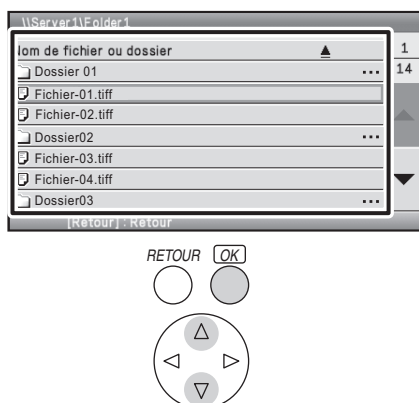 \\Server1\Folder1
Nom de fichier ou dossier
1
14
Dossier 01 ...
Fichier-01.tiff
Fichier-02.tiff
Dossier02 ...
Fichier-03.tiff
Fichier-04.tiff
Dossier03 ...
[Retour] : Retour
RETOUR OK